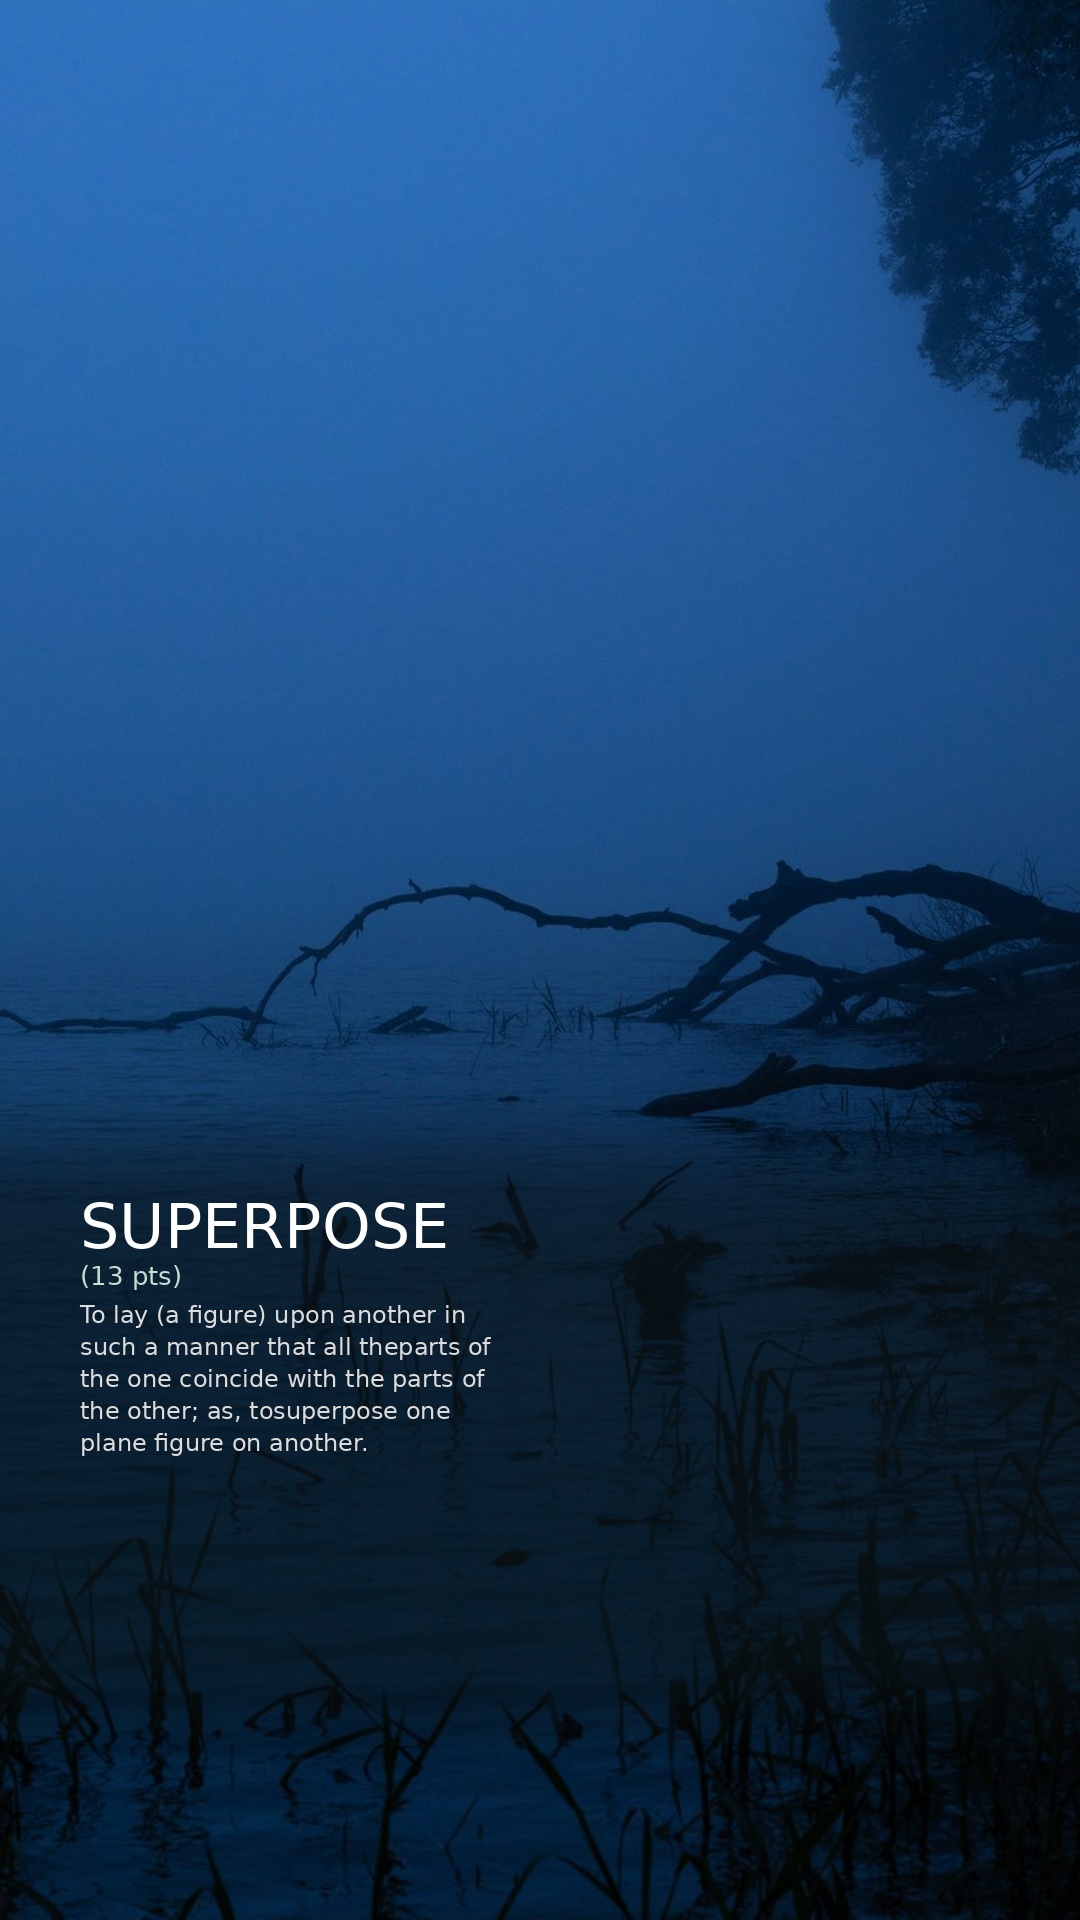 SUPERPOSE
(13 pts)
To lay (a figure) upon another in
such a manner that all theparts of
the one coincide with the parts of
the other; as, tosuperpose one
plane figure on another.